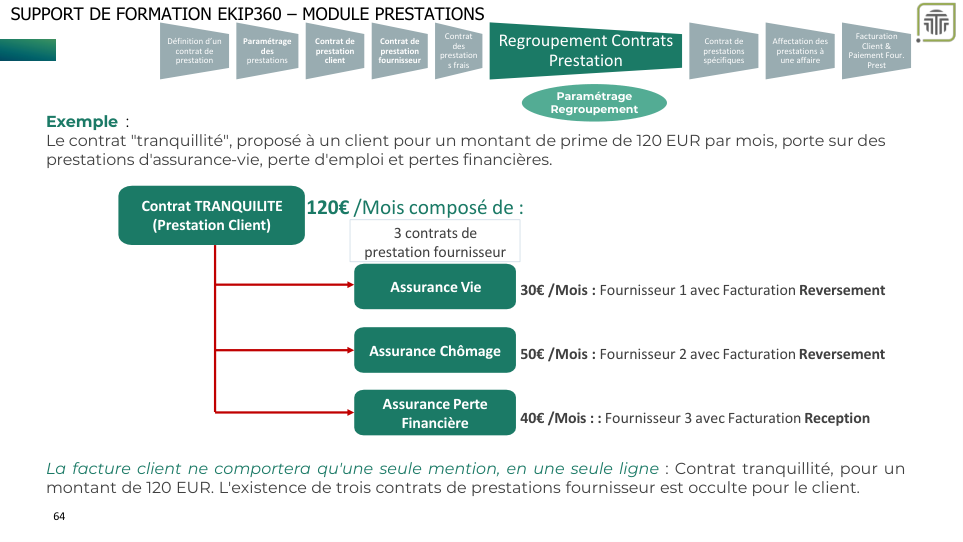 SUPPORT DE FORMATION EKIP360 – MODULE PRESTATIONS
Définition d'un
contrat de
prestation
Paramétrage
des
prestations
Contrat de
prestation
client
Contrat de
prestation
fournisseur
Contrat
des
prestation
s frais
Regroupement Contrats
Prestation
Contrat de
prestations
spécifiques
Affectation des
prestations à
une affaire
Facturation
Client &
Paiement Four.
Prest
Paramétrage
Regroupement
Exemple :
Le contrat "tranquillité", proposé à un client pour un montant de prime de 120 EUR par mois, porte sur des
prestations d'assurance-vie, perte d'emploi et pertes financières.
Contrat TRANQUILITE
(Prestation Client)
120€ /Mois composé de :
3 contrats de
prestation fournisseur
Assurance Vie
30€ /Mois : Fournisseur 1 avec Facturation Reversement
Assurance Chômage
50€ /Mois : Fournisseur 2 avec Facturation Reversement
Assurance Perte
Financière
40€ /Mois : : Fournisseur 3 avec Facturation Reception
La facture client ne comportera qu'une seule mention, en une seule ligne : Contrat tranquillité, pour un
montant de 120 EUR. L'existence de trois contrats de prestations fournisseur est occulte pour le client.
64